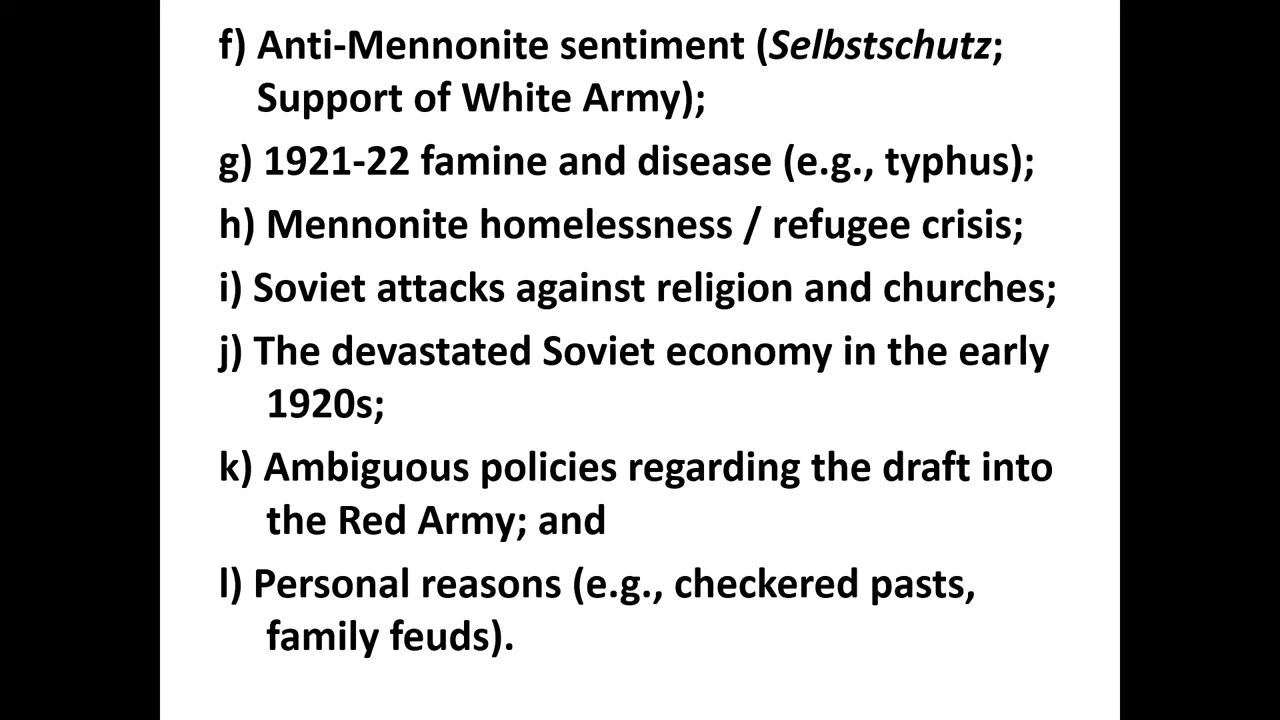 f) Anti-Mennonite sentiment (Selbstschutz;
Support of White Army);
g) 1921-22 famine and disease (e.g., typhus);
h) Mennonite homelessness / refugee crisis;
i) Soviet attacks against religion and churches;
j) The devastated Soviet economy in the early
1920s;
k) Ambiguous policies regarding the draft into
the Red Army; and
l) Personal reasons (e.g., checkered pasts,
family feuds).